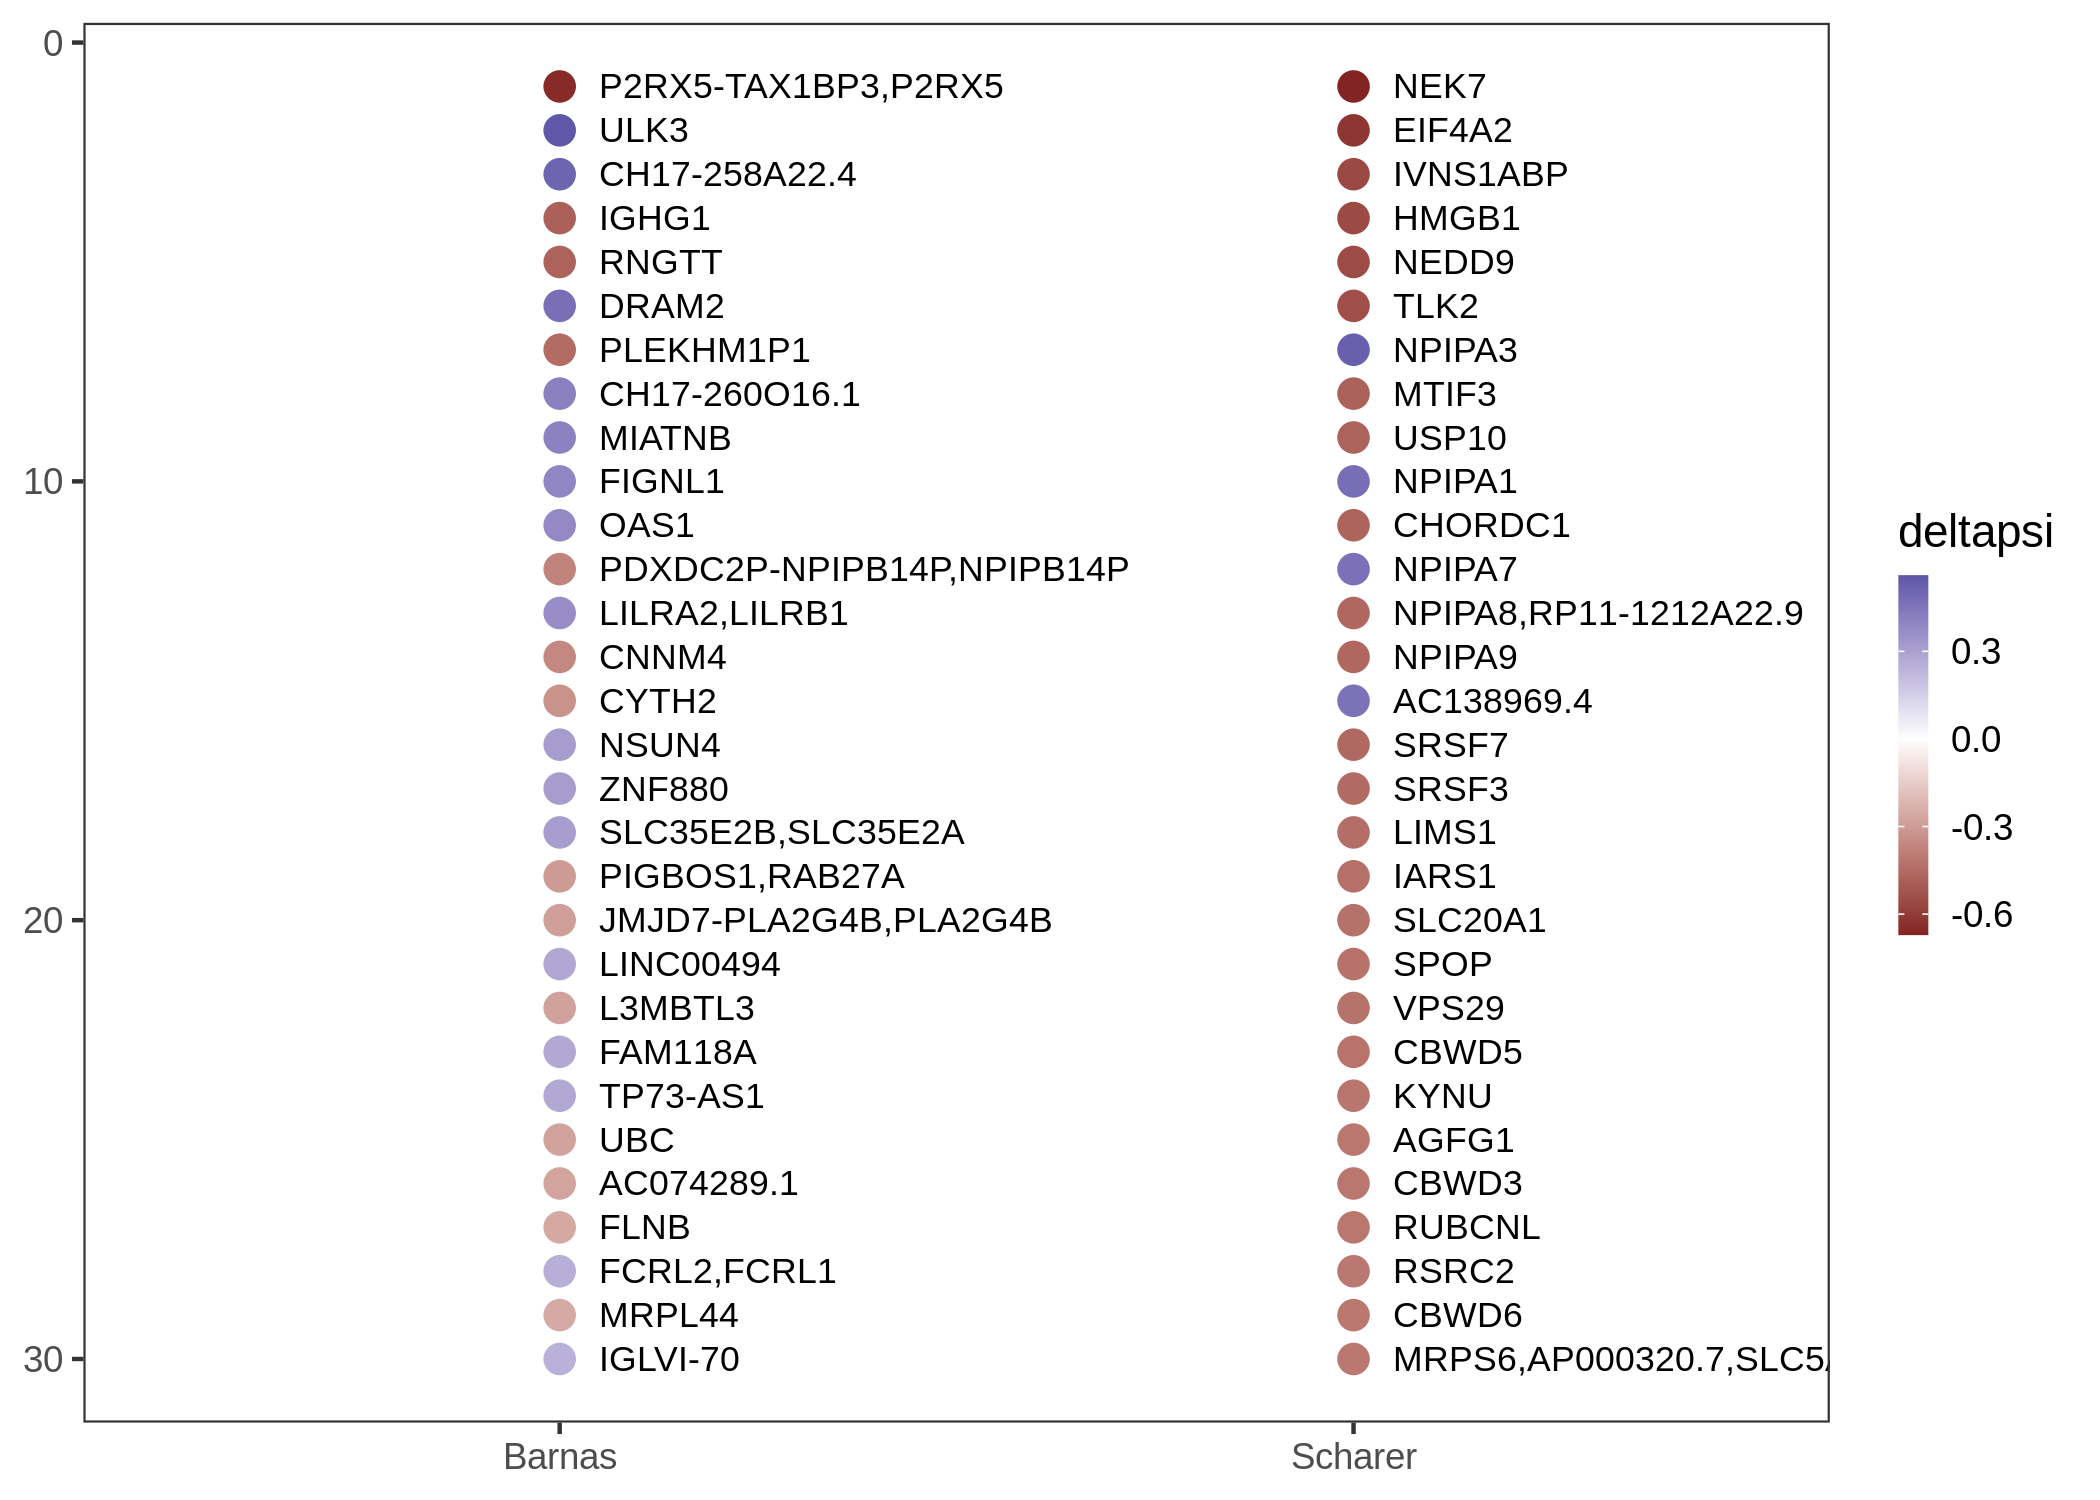 0
10
20
30
P2RX5-TAX1BP3,P2RX5
ULK3
CH17-258A22.4
IGHG1
RNGTT
DRAM2
PLEKHM1P1
CH17-260O16.1
MIATNB
FIGNL1
OAS1
PDXDC2P-NPIPB14P,NPIPB14P
LILRA2,LILRB1
CNNM4
CYTH2
NSUN4
ZNF880
SLC35E2B,SLC35E2A
PIGBOS1,RAB27A
JMJD7-PLA2G4B,PLA2G4B
LINC00494
L3MBTL3
FAM118A
TP73-AS1
UBC
AC074289.1
FLNB
FCRL2,FCRL1
MRPL44
IGLVI-70
NEK7
EIF4A2
IVNS1ABP
HMGB1
NEDD9
TLK2
NPIPA3
MTIF3
USP10
NPIPA1
CHORDC1
NPIPA7
NPIPA8,RP11-1212A22.9
NPIPA9
AC138969.4
SRSF7
SRSF3
LIMS1
IARS1
SLC20A1
SPOP
VPS29
CBWD5
KYNU
AGFG1
CBWD3
RUBCNL
RSRC2
CBWD6
MRPS6,AP000320.7,SLC5A
Barnas
Scharer
deltapsi
0.3
0.0
-0.3
-0.6